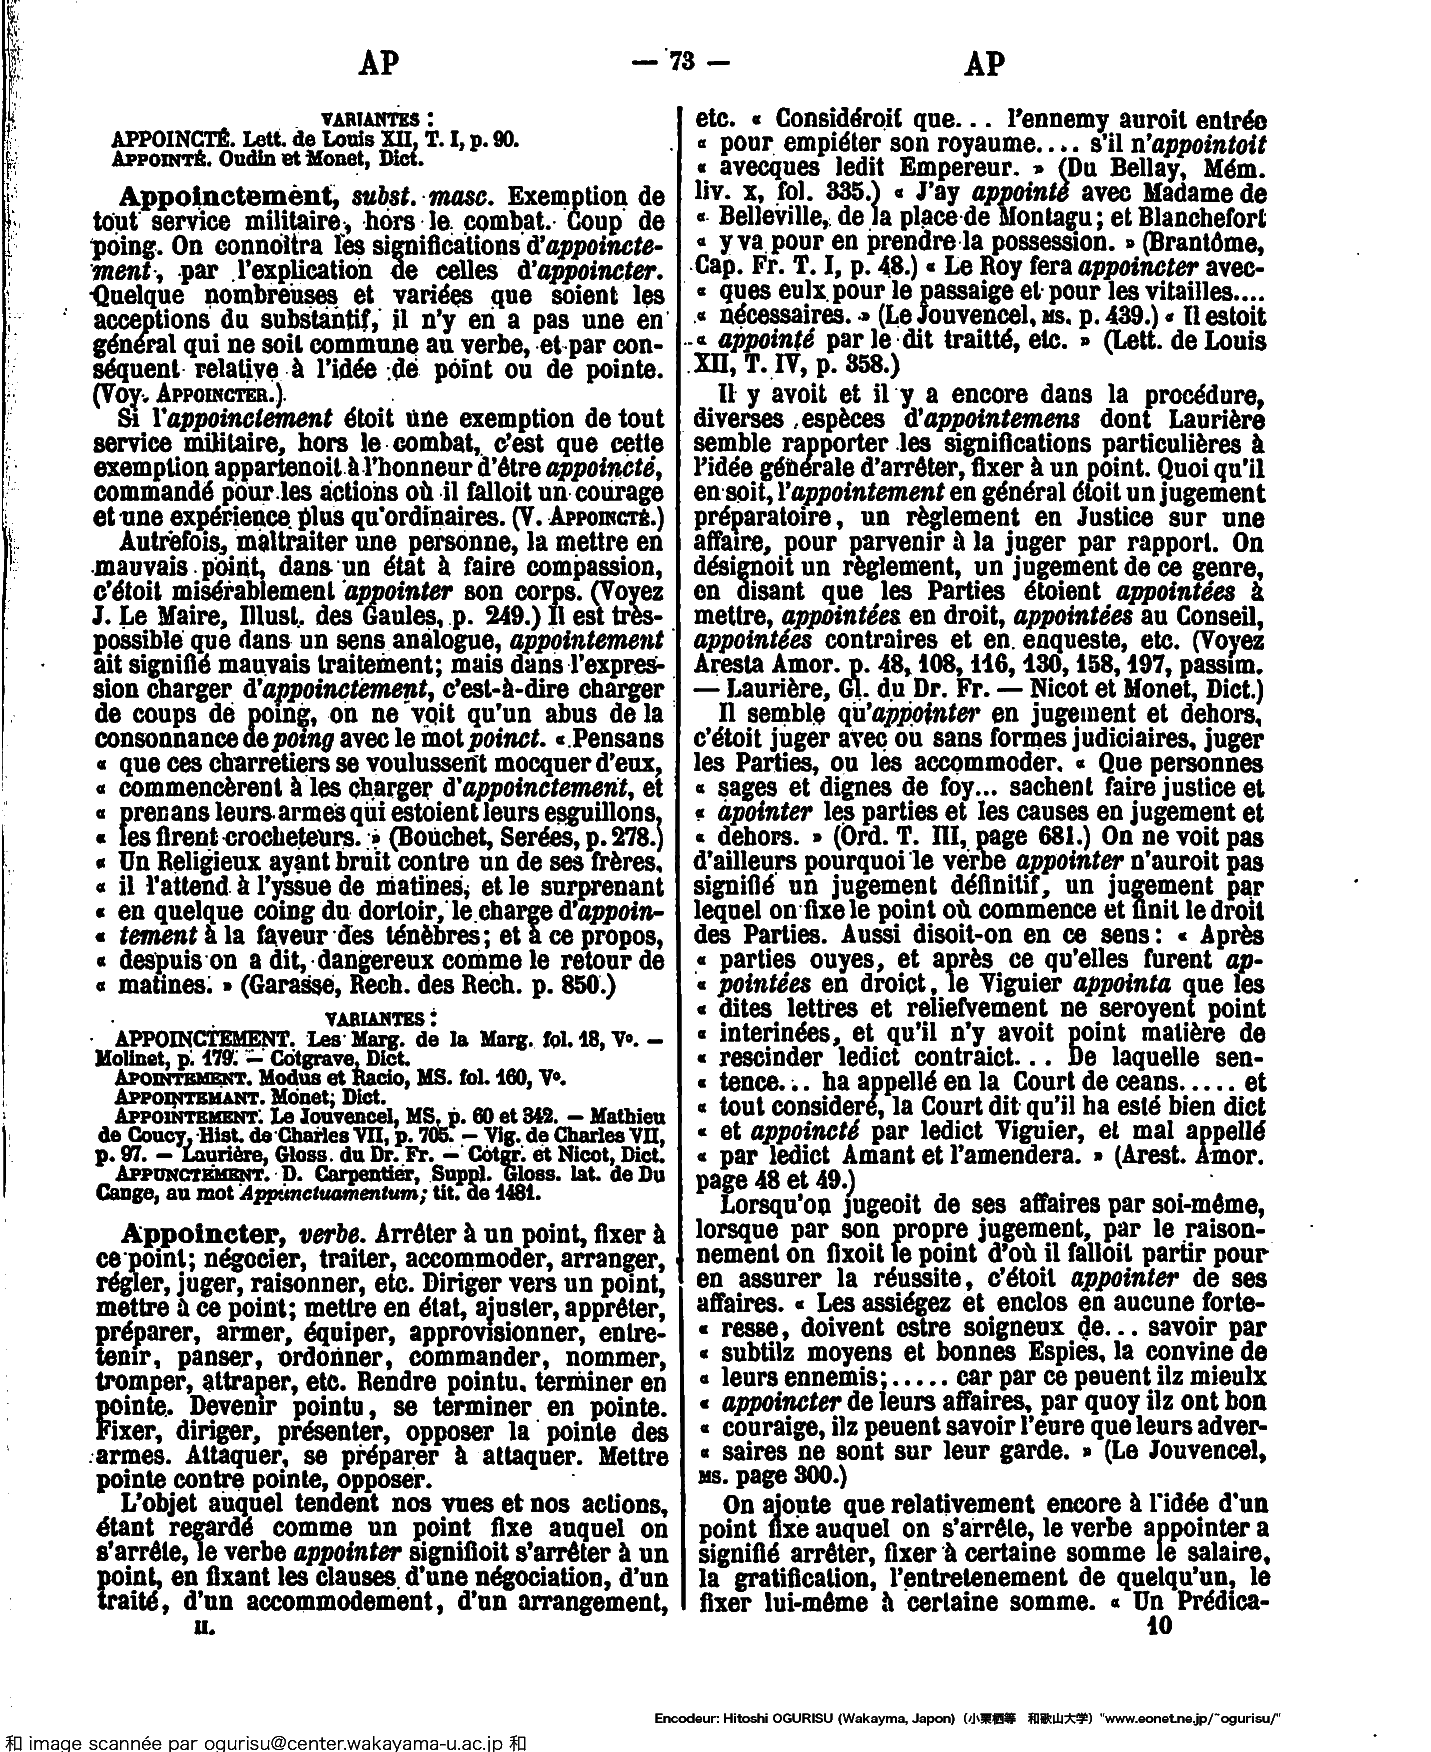 AP — 73 — AP
VARIANTES :
APPOINCTÉ. Lett. de Louis XII, T. I, p. 90.
APPOINTÉ. Oudin et Monet, Dict.
Appoinctement, subst. masc. Exemption de
tout service militaire, hors le combat. Coup de
poing. On connoîtra les significations d'appoincte-
ment, par l'explication de celles d'appoincter.
Quelque nombreuses et variées que soient les
acceptions du substantif, il n'y en a pas une en
général qui ne soit commune au verbe, et par con-
séquent relative à l'idée de point ou de pointe.
(Voy. APPOINCTER.)
Si l'appoinctement étoit une exemption de tout
service militaire, hors le combat, c'est que cette
exemption appartenoit à l'honneur d'être appoincté,
commandé pour les actions où il falloit un courage
et une expérience plus qu'ordinaires. (V. APPOINCTÉ.)
Autrefois, maltraiter une personne, la mettre en
mauvais point, dans un état à faire compassion,
c'étoit misérablement appointer son corps. (Voyez
J. Le Maire, Illust. des Gaules, p. 249.) Il est très-
possible que dans un sens analogue, appointement
ait signifié mauvais traitement; mais dans l'expres-
sion charger d'appoinctement, c'est-à-dire charger
de coups de poing, on ne voit qu'un abus de la
consonnance de poing avec le mot poinct. « Pensans
« que ces charretiers se voulussent mocquer d'eux,
« commencèrent à les charger d'appoinctement, et
« prenans leurs armes qui estoient leurs esguillons,
« les firent crocheteurs. » (Bouchet, Serées, p. 278.)
« Un Religieux ayant bruit contre un de ses frères,
« il l'attend à l'yssue de matines, et le surprenant
« en quelque coing du dortoir, le charge d'appoin-
« tement à la faveur des ténèbres; et à ce propos,
« despuis on a dit, dangereux comme le retour de
« matines. » (Garasse, Rech. des Rech. p. 850.)
VARIANTES :
APPOINCTEMENT. Les Marg. de la Marg. fol. 18, V°. —
Molinet, p. 179. — Cotgrave, Dict.
APOINTEMENT. Modus et Racio, MS. fol. 160, V°.
APPOINTEMANT. Monet; Dict.
APPOINTEMENT. Le Jouvencel, MS. p. 60 et 342. — Mathieu
de Coucy, Hist. de Charles VII, p. 705. — Vig. de Charles VII,
p. 97. — Laurière, Gloss. du Dr. Fr. — Cotgr. et Nicot, Dict.
APPUNCTEMENT. D. Carpentier, Suppl. Gloss. lat. de Du
Cange, au mot Appunctuamentum; tit. de 1481.
Appoincter, verbe. Arrêter à un point, fixer à
ce point; négocier, traiter, accommoder, arranger,
régler, juger, raisonner, etc. Diriger vers un point,
mettre à ce point; mettre en état, ajuster, apprêter,
préparer, armer, équiper, approvisionner, entre-
tenir, panser, ordonner, commander, nommer,
tromper, attraper, etc. Rendre pointu, terminer en
pointe. Devenir pointu, se terminer en pointe.
Fixer, diriger, présenter, opposer la pointe des
armes. Attaquer, se préparer à attaquer. Mettre
pointe contre pointe, opposer.
L'objet auquel tendent nos vues et nos actions,
étant regardé comme un point fixe auquel on
s'arrête, le verbe appointer signifioit s'arrêter à un
point, en fixant les clauses d'une négociation, d'un
traité, d'un accommodement, d'un arrangement,
II.
etc. « Considéroit que... l'ennemy auroit entrée
« pour empiéter son royaume.... s'il n'appointoit
« avecques ledit Empereur. » (Du Bellay, Mém.
liv. X, fol. 335.) « J'ay appointé avec Madame de
« Belleville, de la place de Montagu; et Blanchefort
« y va pour en prendre la possession. » (Brantôme,
Cap. Fr. T. I, p. 48.) « Le Roy fera appoincter avec-
« ques eulx pour le passaige et pour les vitailles....
« nécessaires. » (Le Jouvencel, MS. p. 439.) « Il estoit
« appointé par le dit traitté, etc. » (Lett. de Louis
XII, T. IV, p. 358.)
Il y avoit et il y a encore dans la procédure,
diverses espèces d'appointemens dont Laurière
semble rapporter les significations particulières à
l'idée générale d'arrêter, fixer à un point. Quoi qu'il
en soit, l'appointement en général étoit un jugement
préparatoire, un règlement en Justice sur une
affaire, pour parvenir à la juger par rapport. On
désignoit un règlement, un jugement de ce genre,
en disant que les Parties étoient appointées à
mettre, appointées en droit, appointées au Conseil,
appointées contraires et en enqueste, etc. (Voyez
Aresta Amor. p. 48, 108, 116, 130, 158, 197, passim.
— Laurière, Gl. du Dr. Fr. — Nicot et Monet, Dict.)
Il semble qu'appointer en jugement et dehors,
c'étoit juger avec ou sans formes judiciaires, juger
les Parties, ou les accommoder. « Que personnes
« sages et dignes de foy... sachent faire justice et
« apointer les parties et les causes en jugement et
« dehors. » (Ord. T. III, page 681.) On ne voit pas
d'ailleurs pourquoi le verbe appointer n'auroit pas
signifié un jugement définitif, un jugement par
lequel on fixe le point où commence et finit le droit
des Parties. Aussi disoit-on en ce sens : « Après
« parties ouyes, et après ce qu'elles furent ap-
« pointées en droict, le Viguier appointa que les
« dites lettres et reliefvement ne seroyent point
« interinées, et qu'il n'y avoit point matière de
« rescinder ledict contraict... De laquelle sen-
« tence... ha appellé en la Court de ceans..... et
« tout consideré, la Court dit qu'il ha esté bien dict
« et appoincté par ledict Viguier, et mal appellé
« par ledict Amant et l'amendera. » (Arest. Amor.
page 48 et 49.)
Lorsqu'on jugeoit de ses affaires par soi-même,
lorsque par son propre jugement, par le raison-
nement on fixoit le point d'où il falloit partir pour
en assurer la réussite, c'étoit appointer de ses
affaires. « Les assiégez et enclos en aucune forte-
« resse, doivent estre soigneux de... savoir par
« subtilz moyens et bonnes Espies, la convine de
« leurs ennemis;..... car par ce peuent ilz mieulx
« appoincter de leurs affaires, par quoy ilz ont bon
« couraige, ilz peuent savoir l'eure que leurs adver-
« saires ne sont sur leur garde. » (Le Jouvencel,
MS. page 300.)
On ajoute que relativement encore à l'idée d'un
point fixe auquel on s'arrête, le verbe appointer a
signifié arrêter, fixer à certaine somme le salaire,
la gratification, l'entretenement de quelqu'un, le
fixer lui-même à certaine somme. « Un Prédica-
10
Encodeur: Hitoshi OGURISU (Wakayma, Japon) (小栗栖等 和歌山大学) "www.eonet.ne.jp/~ogurisu/"
和 image scannée par ogurisu@center.wakayama-u.ac.jp 和